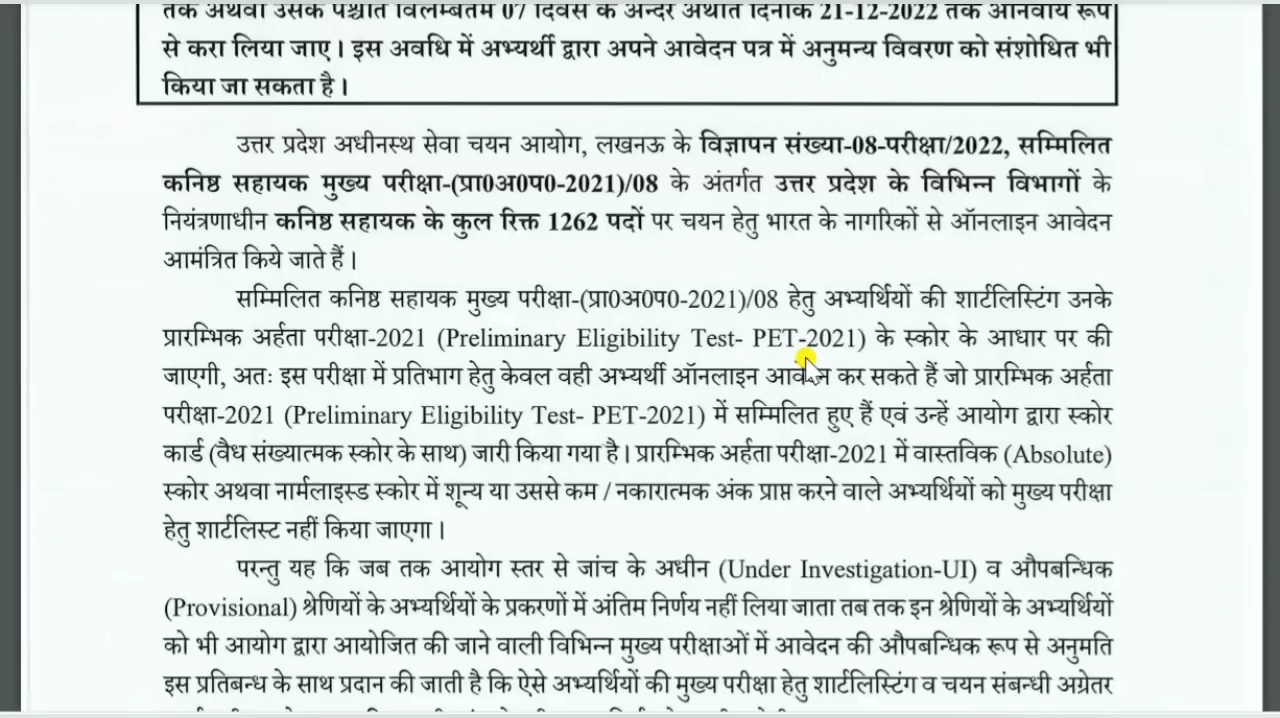 तक अथवा उसके पश्चात विलम्बतम 07 दिवस के अन्दर अर्थात दिनांक 21-12-2022 तक अनिवार्य रूप
से करा लिया जाए। इस अवधि में अभ्यर्थी द्वारा अपने आवेदन पत्र में अनुमन्य विवरण को संशोधित भी
किया जा सकता है।
उत्तर प्रदेश अधीनस्थ सेवा चयन आयोग, लखनऊ के विज्ञापन संख्या-08-परीक्षा/2022, सम्मिलित
कनिष्ठ सहायक मुख्य परीक्षा-(प्रा0अ0प0-2021)/08 के अंतर्गत उत्तर प्रदेश के विभिन्न विभागों के
नियंत्रणाधीन कनिष्ठ सहायक के कुल रिक्त 1262 पदों पर चयन हेतु भारत के नागरिकों से ऑनलाइन आवेदन
आमंत्रित किये जाते हैं।
सम्मिलित कनिष्ठ सहायक मुख्य परीक्षा-(प्रा0अ0प0-2021)/08 हेतु अभ्यर्थियों की शार्टलिस्टिंग उनके
प्रारम्भिक अर्हता परीक्षा-2021 (Preliminary Eligibility Test- PET-2021) के स्कोर के आधार पर की
जाएगी, अतः इस परीक्षा में प्रतिभाग हेतु केवल वही अभ्यर्थी ऑनलाइन आवेदन कर सकते हैं जो प्रारम्भिक अर्हता
परीक्षा-2021 (Preliminary Eligibility Test- PET-2021) में सम्मिलित हुए हैं एवं उन्हें आयोग द्वारा स्कोर
कार्ड (वैध संख्यात्मक स्कोर के साथ) जारी किया गया है। प्रारम्भिक अर्हता परीक्षा-2021 में वास्तविक (Absolute)
स्कोर अथवा नार्मलाइस्ड स्कोर में शून्य या उससे कम / नकारात्मक अंक प्राप्त करने वाले अभ्यर्थियों को मुख्य परीक्षा
हेतु शार्टलिस्ट नहीं किया जाएगा।
परन्तु यह कि जब तक आयोग स्तर से जांच के अधीन (Under Investigation-UI) व औपबन्धिक
(Provisional) श्रेणियों के अभ्यर्थियों के प्रकरणों में अंतिम निर्णय नहीं लिया जाता तब तक इन श्रेणियों के अभ्यर्थियों
को भी आयोग द्वारा आयोजित की जाने वाली विभिन्न मुख्य परीक्षाओं में आवेदन की औपबन्धिक रूप से अनुमति
इस प्रतिबन्ध के साथ प्रदान की जाती है कि ऐसे अभ्यर्थियों की मुख्य परीक्षा हेतु शार्टलिस्टिंग व चयन संबन्धी अग्रेतर